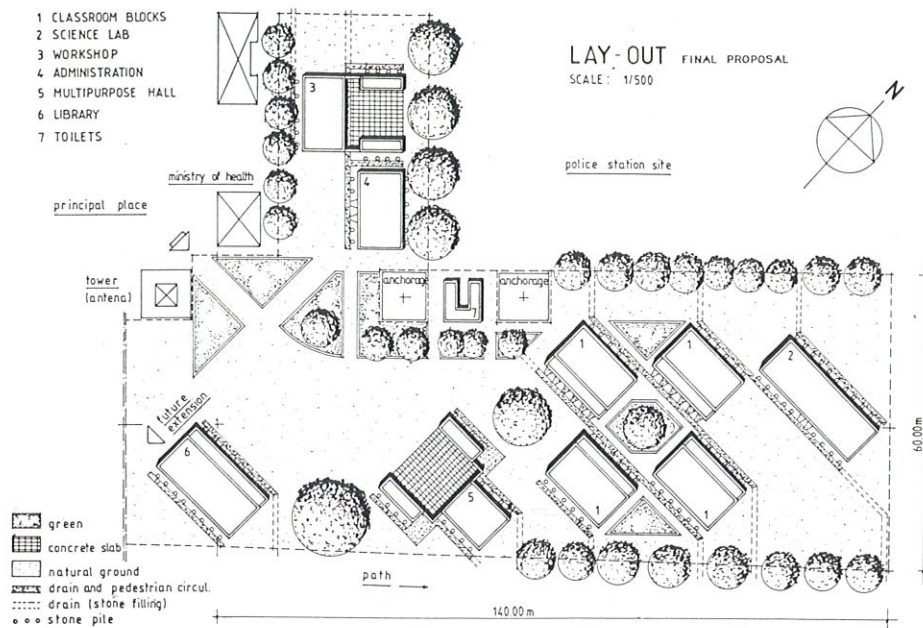 1 CLASSROOM BLOCKS
2 SCIENCE LAB
3 WORKSHOP
4 ADMINISTRATION
5 MULTIPURPOSE HALL
6 LIBRARY
7 TOILETS
LAY-OUT FINAL PROPOSAL
SCALE: 1/500
N
police station site
ministry of health
principal place
tower
(antena)
3
4
anchorage
7
anchorage
1
1
2
future
extension
6
5
1
1
60.00m
green
concrete slab
natural ground
drain and pedestrian circul.
drain (stone filling)
stone pile
path
140.00m